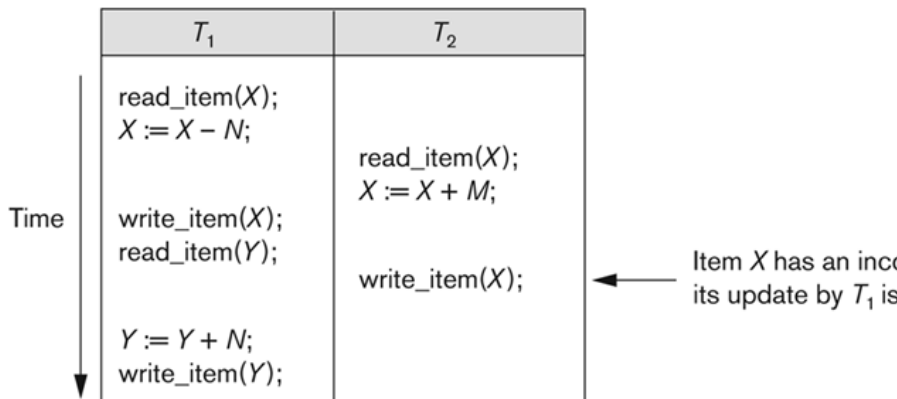 T1 T2
read_item(X);
X := X – N;
read_item(X);
X := X + M;
Time
write_item(X);
read_item(Y);
write_item(X);
Item X has an inco
its update by T1 is
Y := Y + N;
write_item(Y);